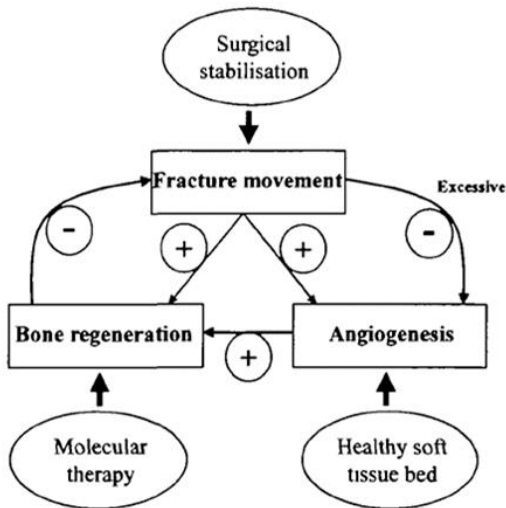 Surgical
stabilisation
Fracture movement
Excessive
-
+
+
-
Bone regeneration
+
Angiogenesis
Molecular
therapy
Healthy soft
tissue bed